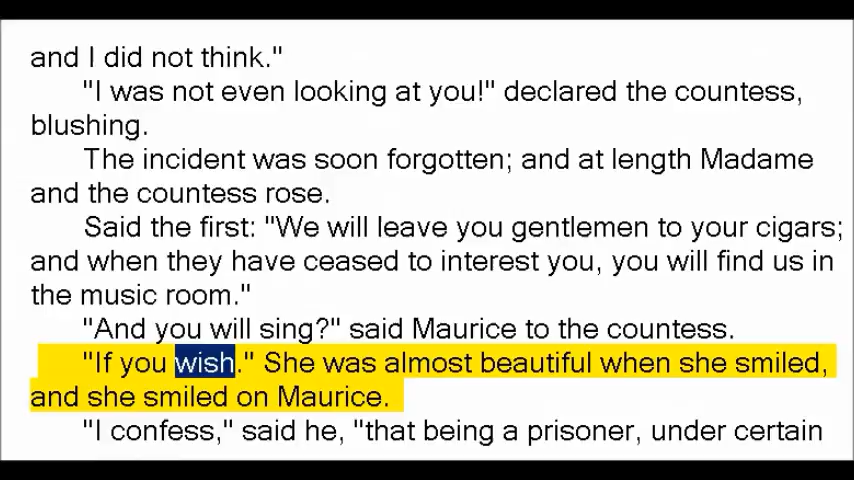 and I did not think."
"I was not even looking at you!" declared the countess,
blushing.
The incident was soon forgotten; and at length Madame
and the countess rose.
Said the first: "We will leave you gentlemen to your cigars;
and when they have ceased to interest you, you will find us in
the music room."
"And you will sing?" said Maurice to the countess.
"If you wish." She was almost beautiful when she smiled,
and she smiled on Maurice.
"I confess," said he, "that being a prisoner, under certain